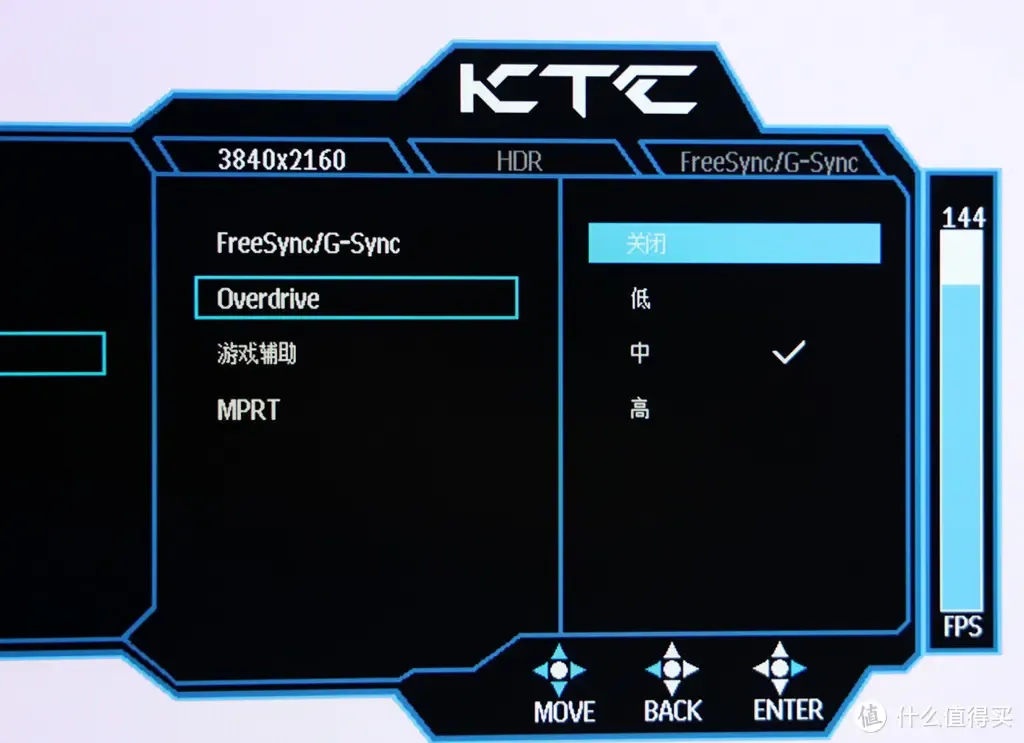 KTC
3840x2160
HDR
FreeSync/G-Sync
144
FreeSync/G-Sync
关闭
Overdrive
低
游戏辅助
中
MPRT
高
FPS
MOVE
BACK
ENTER
值 什么值得买